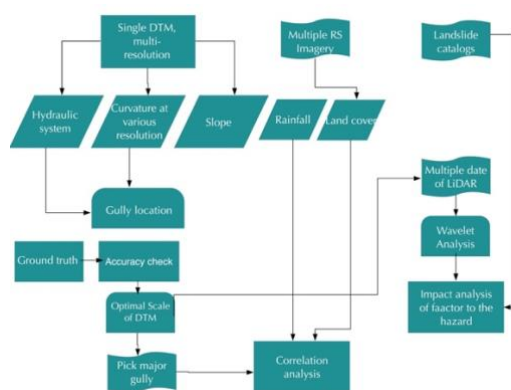 Single DTM,
multi-
resolution
Multiple RS
Imagery
Landslide
catalogs
Hydraulic
system
Curvature at
various
resolution
Slope
Rainfall
Land cover
Gully location
Multiple date
of LiDAR
Ground truth
Accuracy check
Wavelet
Analysis
Optimal Scale
of DTM
Impact analysis
of faactor to the
hazard
Pick major
gully
Correlation
analysis